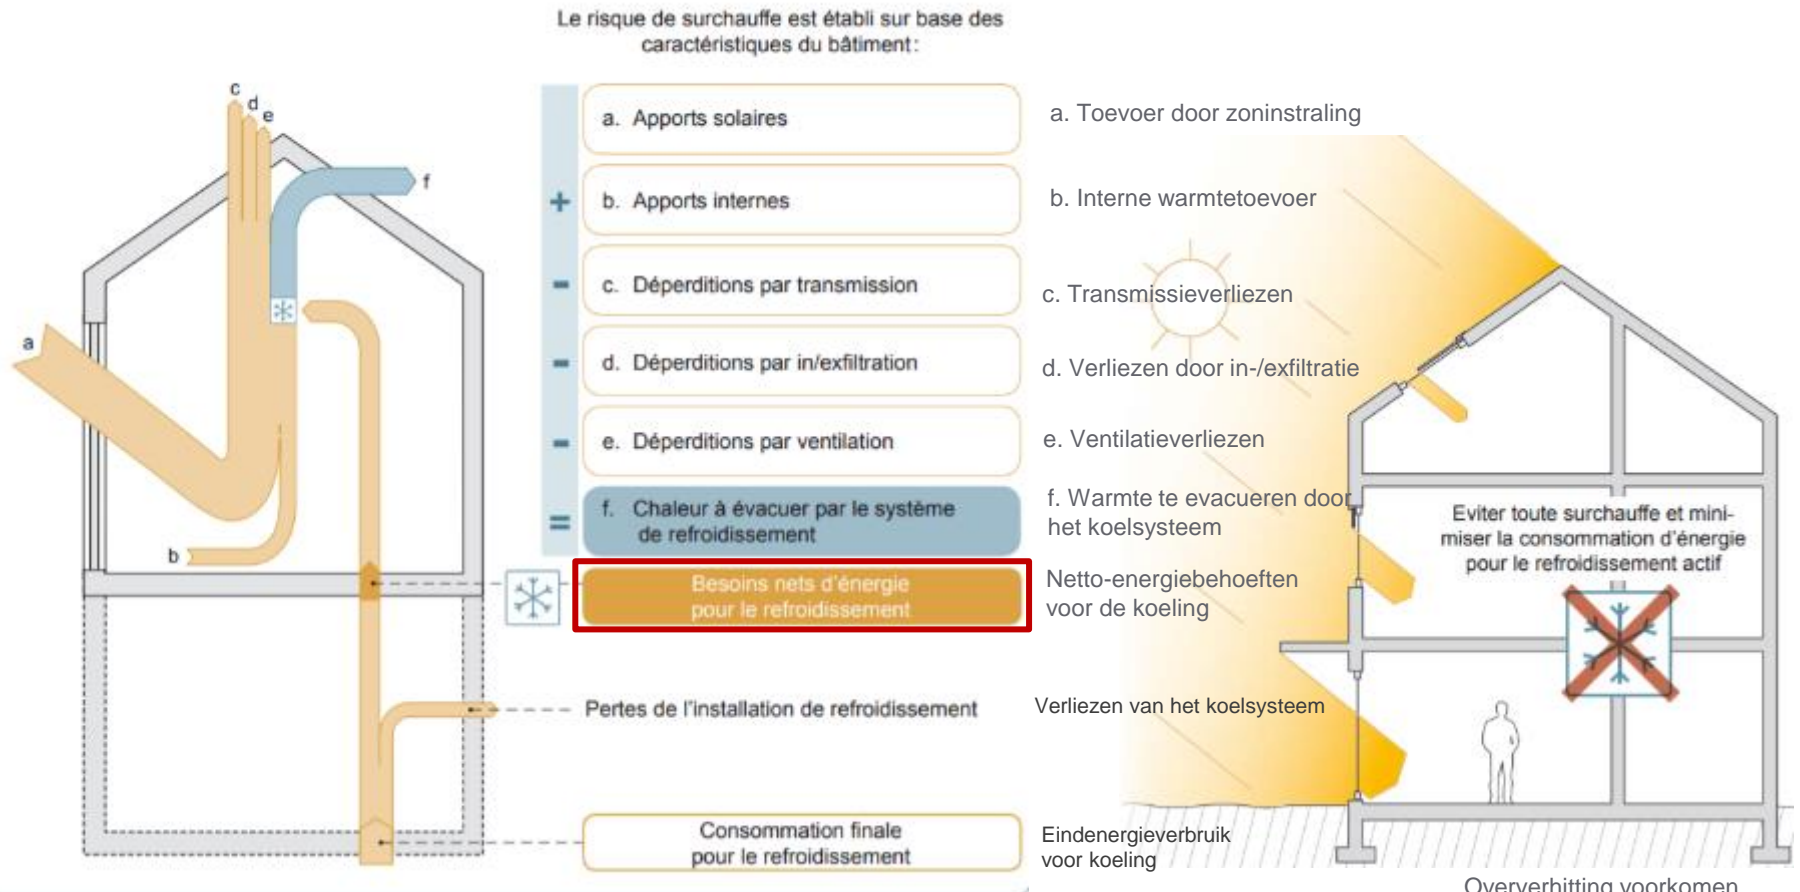 Le risque de surchauffe est établi sur base des
caractéristiques du bâtiment:
c
d
e
f
a
b
+
a. Apports solaires
b. Apports internes
-
c. Déperditions par transmission
-
d. Déperditions par in/exfiltration
-
e. Déperditions par ventilation
=
f. Chaleur à évacuer par le système
de refroidissement
Besoins nets d'énergie
pour le refroidissement
Pertes de l'installation de refroidissement
Consommation finale
pour le refroidissement
a. Toevoer door zoninstraling
b. Interne warmtetoevoer
c. Transmissieverliezen
d. Verliezen door in-/exfiltratie
e. Ventilatieverliezen
f. Warmte te evacueren door
het koelsysteem
Netto-energiebehoeften
voor de koeling
Verliezen van het koelsysteem
Eindenergieverbruik
voor koeling
Eviter toute surchauffe et mini-
miser la consommation d'énergie
pour le refroidissement actif
Oververhitting voorkomen